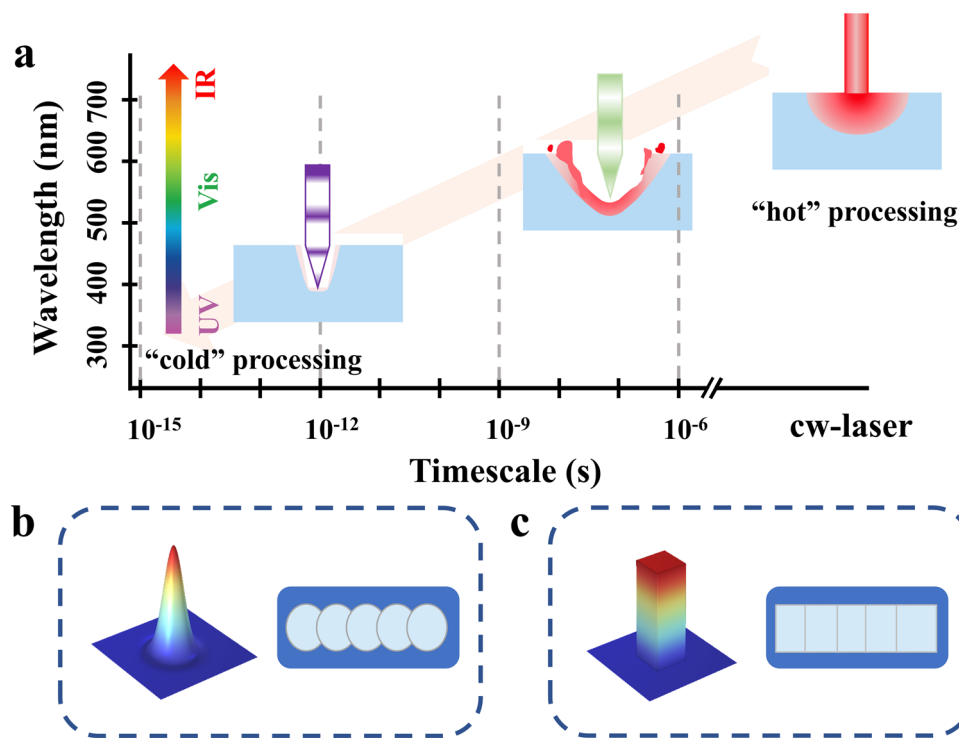 a
Wavelength (nm)
700
600
500
400
300
IR
Vis
UV
“cold” processing
“hot” processing
10-15
10-12
10-9
10-6
cw-laser
Timescale (s)
b
c